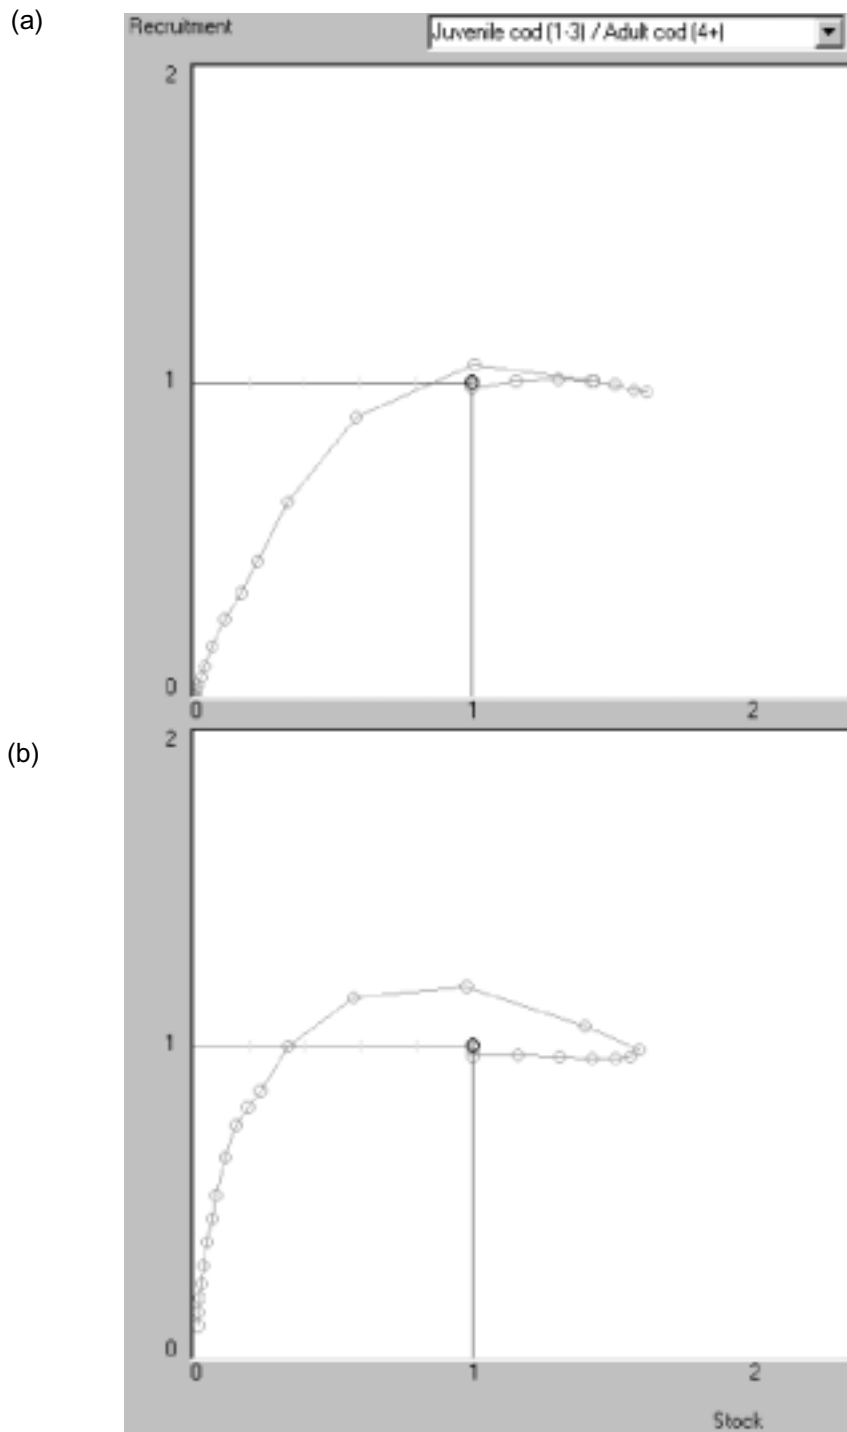 (a)
Recruitment
Juvenile cod (1-3) / Adult cod (4+)
2
1
0
0 1 2
(b)
2
1
0
0 1 2
Stock